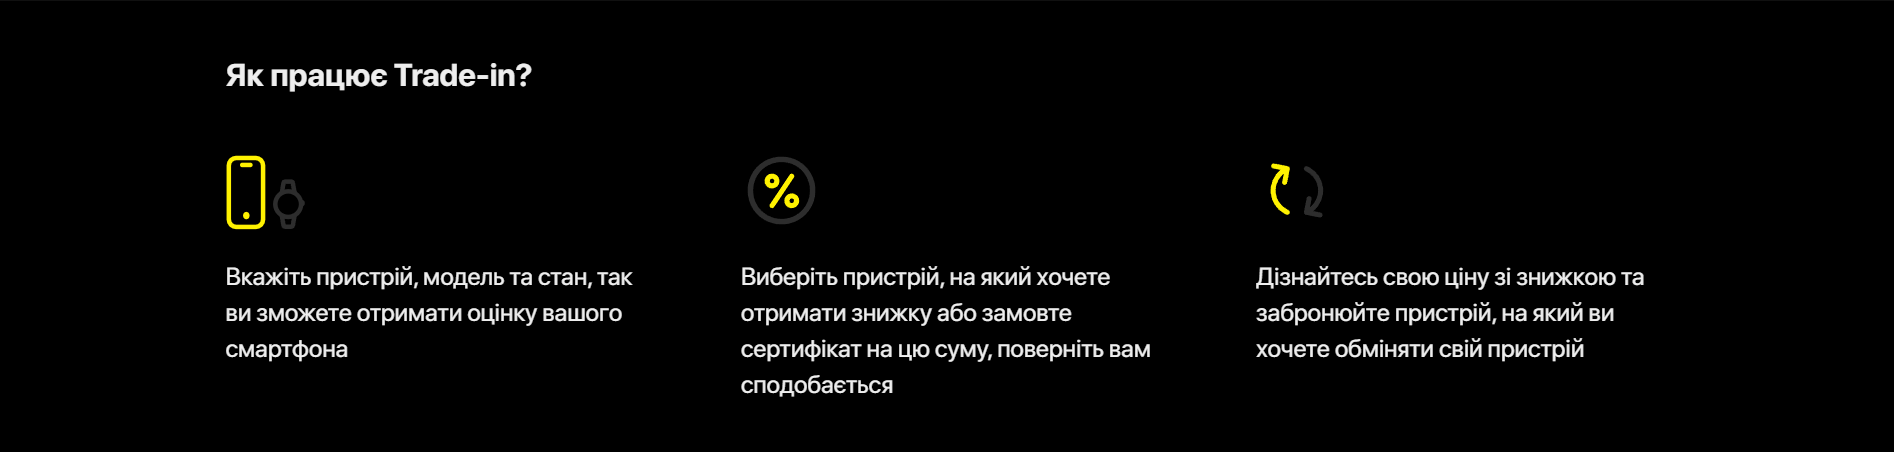 Як працює Trade-in?
Вкажіть пристрій, модель та стан, так
ви зможете отримати оцінку вашого
смартфона
Виберіть пристрій, на який хочете
отримати знижку або замовте
сертифікат на цю суму, поверніть вам
сподобається
Дізнайтесь свою ціну зі знижкою та
забронюйте пристрій, на який ви
хочете обміняти свій пристрій